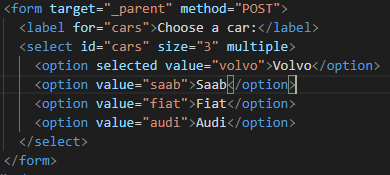 <form target="_parent" method="POST">
<label for="cars">Choose a car:</label>
<select id="cars" size="3" multiple>
<option selected value="volvo">Volvo</option>
<option value="saab">Saab</option>
<option value="fiat">Fiat</option>
<option value="audi">Audi</option>
</select>
</form>